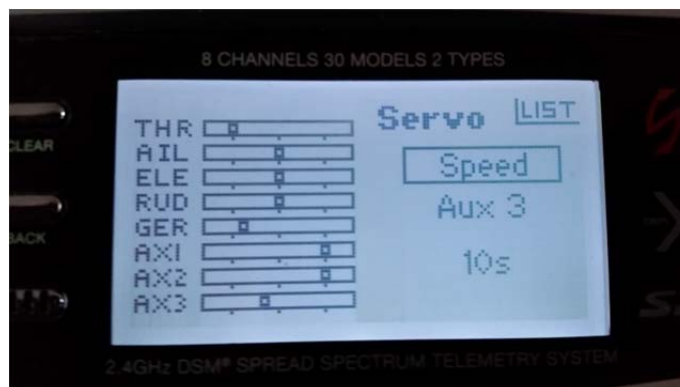 8 CHANNELS 30 MODELS 2 TYPES
CLEAR
BACK
THR
AIL
ELE
RUD
GER
AX1
AX2
AX3
Servo LIST
Speed
Aux 3
10s
2.4GHz DSM® SPREAD SPECTRUM TELEMETRY SYSTEM